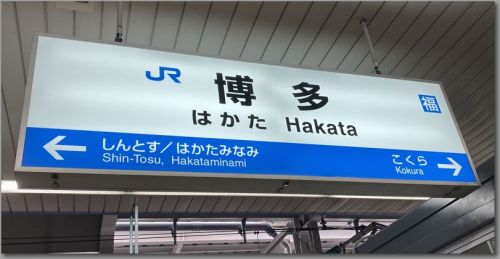 JR 博多 福
はかた Hakata
しんとす／はかたみなみ こくら
Shin-Tosu, Hakataminami Kokura